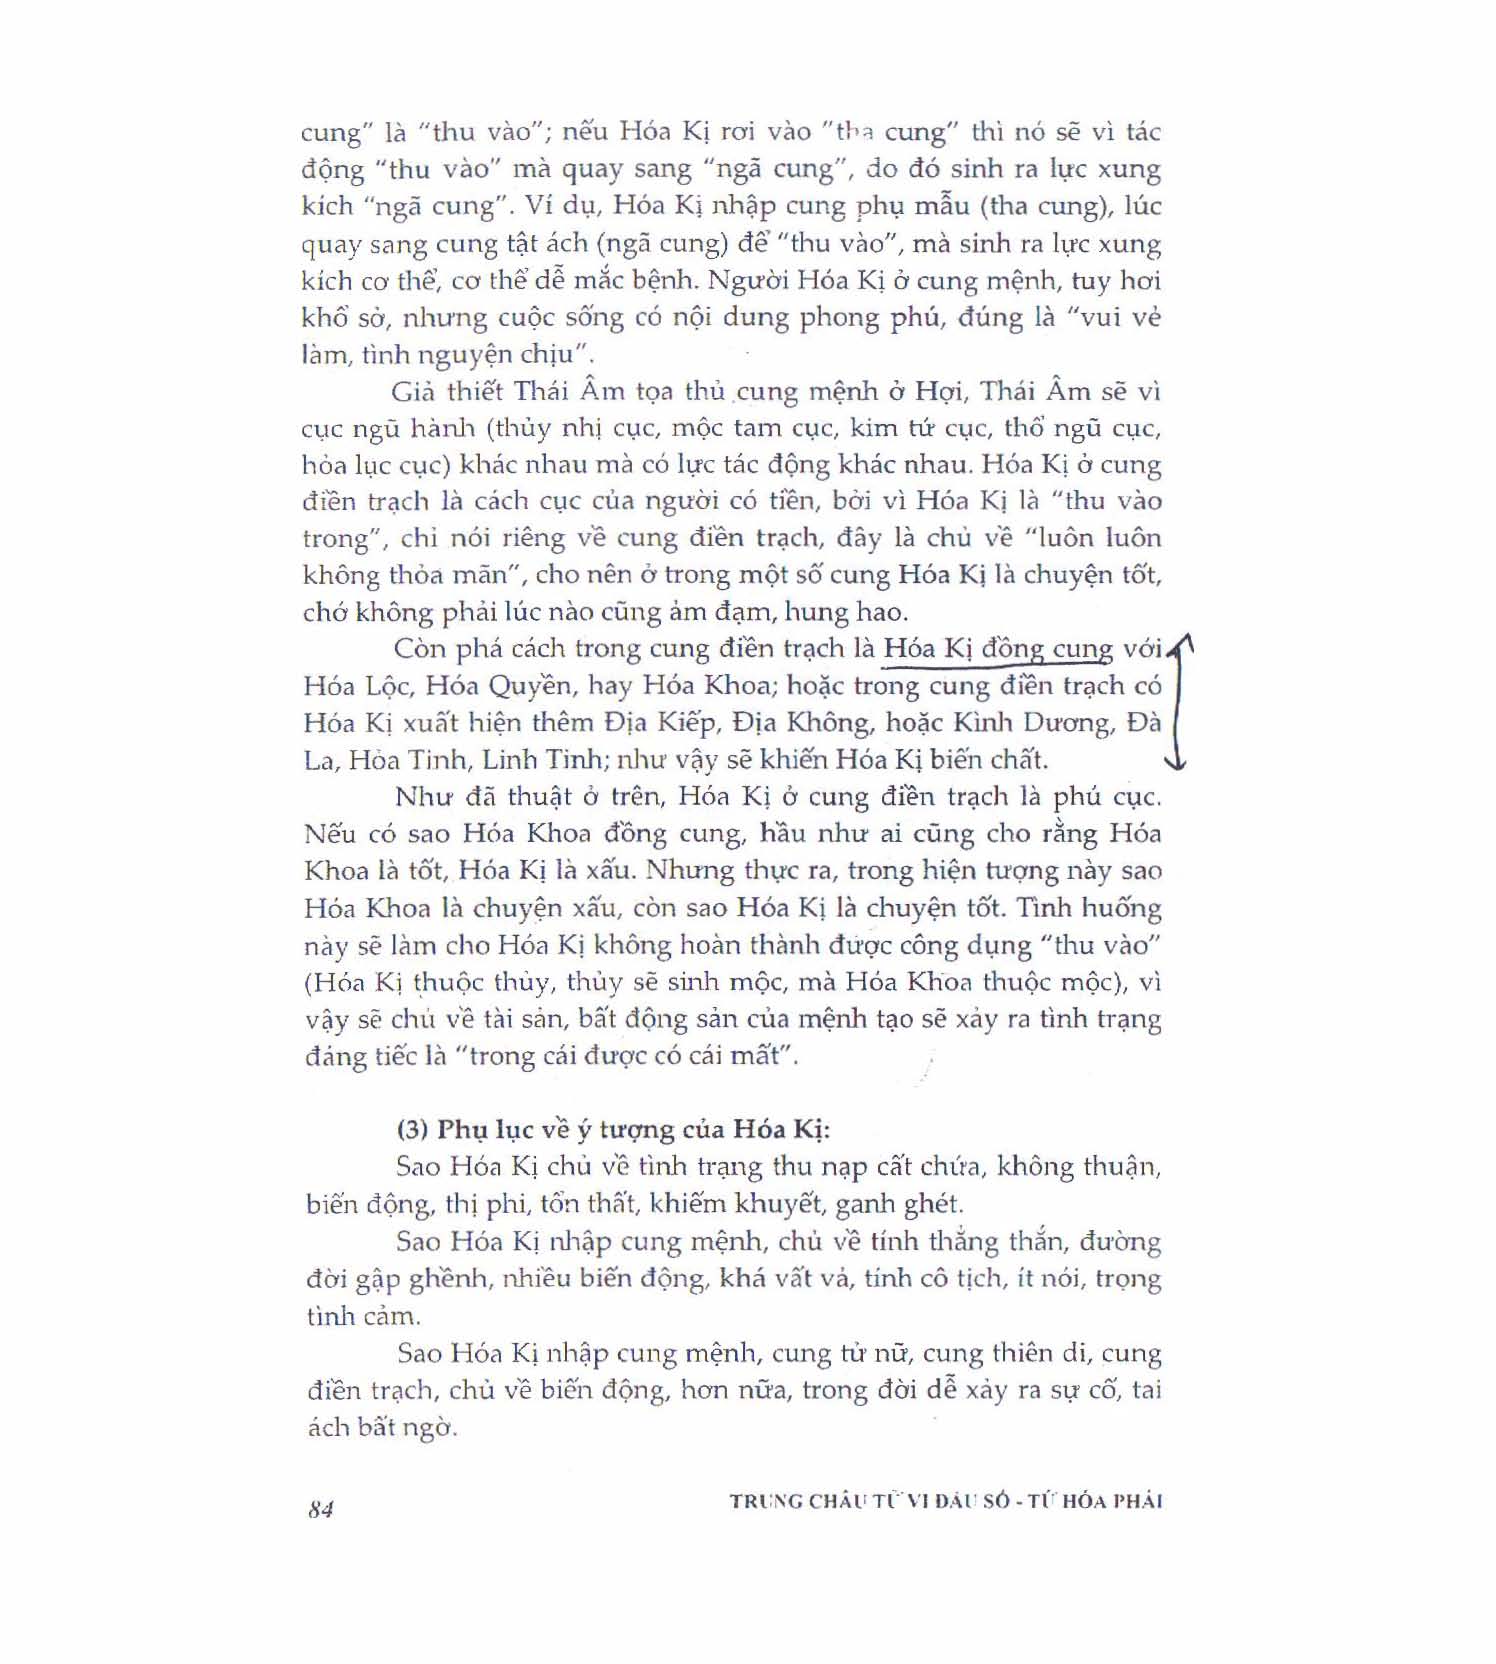 cung” là “thu vào”; nếu Hóa Kị rơi vào “tha cung” thì nó sẽ vì tác
động “thu vào” mà quay sang “ngã cung”, do đó sinh ra lực xung
kích “ngã cung”. Ví dụ, Hóa Kị nhập cung phụ mẫu (tha cung), lúc
quay sang cung tật ách (ngã cung) để “thu vào”, mà sinh ra lực xung
kích cơ thể, cơ thể dễ mắc bệnh. Người Hóa Kị ở cung mệnh, tuy hơi
khổ sở, nhưng cuộc sống có nội dung phong phú, đúng là “vui vẻ
làm, tình nguyện chịu”.
Giả thiết Thái Âm tọa thủ cung mệnh ở Hợi, Thái Âm sẽ vì
cục ngũ hành (thủy nhị cục, mộc tam cục, kim tứ cục, thổ ngũ cục,
hỏa lục cục) khác nhau mà có lực tác động khác nhau. Hóa Kị ở cung
điền trạch là cách cục của người có tiền, bởi vì Hóa Kị là “thu vào
trong”, chỉ nói riêng về cung điền trạch, đây là chủ về “luôn luôn
không thỏa mãn”, cho nên ở trong một số cung Hóa Kị là chuyện tốt,
chớ không phải lúc nào cũng ảm đạm, hung hao.
Còn phá cách trong cung điền trạch là Hóa Kị đồng cung với
Hóa Lộc, Hóa Quyền, hay Hóa Khoa; hoặc trong cung điền trạch có
Hóa Kị xuất hiện thêm Địa Kiếp, Địa Không, hoặc Kình Dương, Đà
La, Hỏa Tinh, Linh Tinh; như vậy sẽ khiến Hóa Kị biến chất.
Như đã thuật ở trên, Hóa Kị ở cung điền trạch là phú cục.
Nếu có sao Hóa Khoa đồng cung, hầu như ai cũng cho rằng Hóa
Khoa là tốt, Hóa Kị là xấu. Nhưng thực ra, trong hiện tượng này sao
Hóa Khoa là chuyện xấu, còn sao Hóa Kị là chuyện tốt. Tình huống
này sẽ làm cho Hóa Kị không hoàn thành được công dụng “thu vào”
(Hóa Kị thuộc thủy, thủy sẽ sinh mộc, mà Hóa Khoa thuộc mộc), vì
vậy sẽ chủ về tài sản, bất động sản của mệnh tạo sẽ xảy ra tình trạng
đáng tiếc là “trong cái được có cái mất”.
(3) Phụ lục về ý tượng của Hóa Kị:
Sao Hóa Kị chủ về tình trạng thu nạp cất chứa, không thuận,
biến động, thị phi, tổn thất, khiếm khuyết, ganh ghét.
Sao Hóa Kị nhập cung mệnh, chủ về tính thẳng thắn, đường
đời gập ghềnh, nhiều biến động, khá vất vả, tính cô tịch, ít nói, trọng
tình cảm.
Sao Hóa Kị nhập cung mệnh, cung tử nữ, cung thiên di, cung
điền trạch, chủ về biến động, hơn nữa, trong đời dễ xảy ra sự cố, tai
ách bất ngờ.
84
TRUNG CHÂU TỬ VI ĐẨU SỐ - TỨ HÓA PHÁI